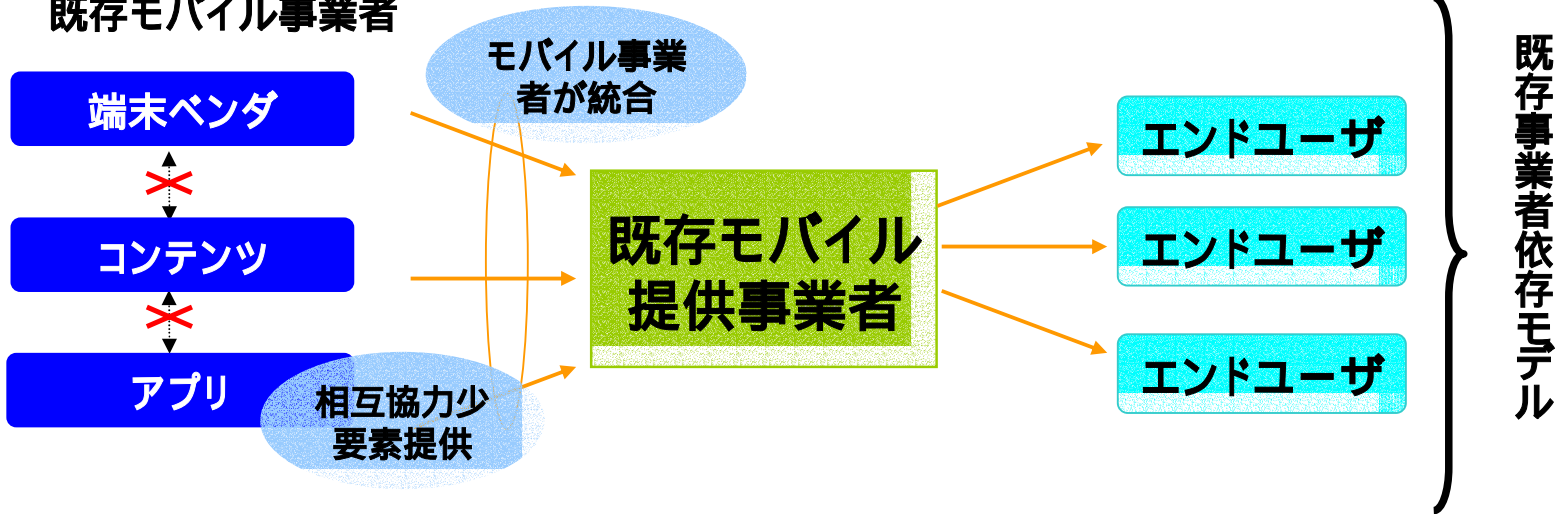 既存モバイル事業者
モバイル事業
者が統合
端末ベンダ
コンテンツ
アプリ
相互協力少
要素提供
既存モバイル
提供事業者
エンドユーザ
エンドユーザ
エンドユーザ
既存事業者依存モデル